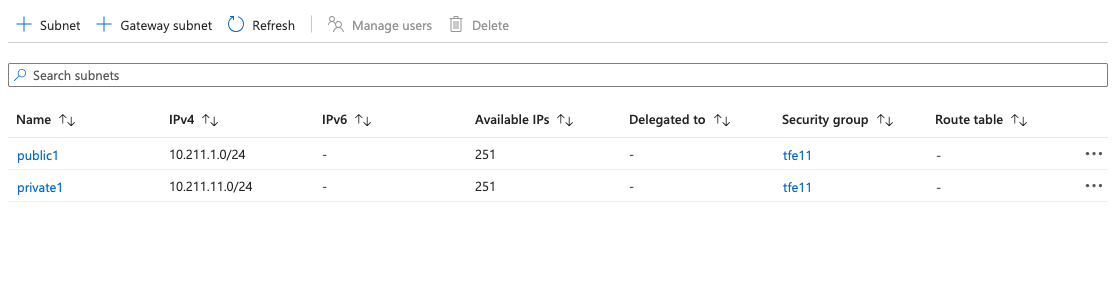 Subnet Gateway subnet Refresh Manage users Delete
Search subnets
Name IPv4 IPv6 Available IPs Delegated to Security group Route table
public1 10.211.1.0/24 - 251 - tfe11 -
private1 10.211.11.0/24 - 251 - tfe11 -